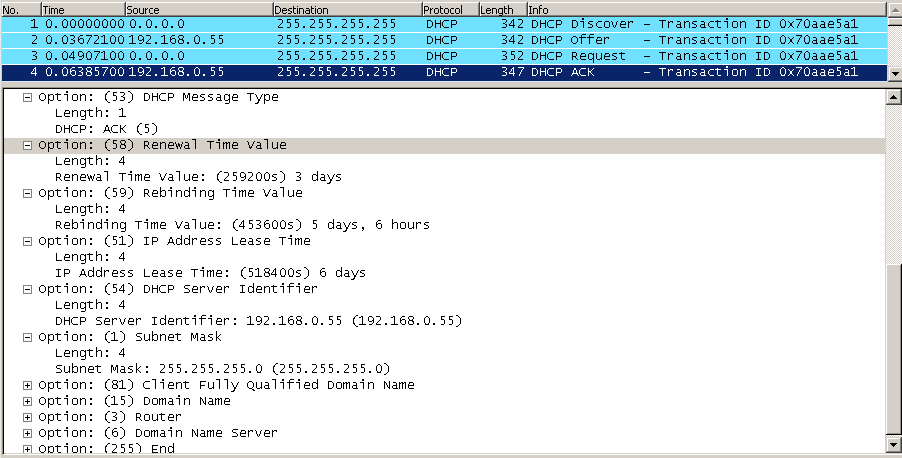 No. Time Source Destination Protocol Length Info
1 0.00000000 0.0.0.0 255.255.255.255 DHCP 342 DHCP Discover - Transaction ID 0x70aae5a1
2 0.03672100 192.168.0.55 255.255.255.255 DHCP 342 DHCP Offer - Transaction ID 0x70aae5a1
3 0.04907100 0.0.0.0 255.255.255.255 DHCP 352 DHCP Request - Transaction ID 0x70aae5a1
4 0.06385700 192.168.0.55 255.255.255.255 DHCP 347 DHCP ACK - Transaction ID 0x70aae5a1
Option: (53) DHCP Message Type
Length: 1
DHCP: ACK (5)
Option: (58) Renewal Time Value
Length: 4
Renewal Time Value: (259200s) 3 days
Option: (59) Rebinding Time Value
Length: 4
Rebinding Time Value: (453600s) 5 days, 6 hours
Option: (51) IP Address Lease Time
Length: 4
IP Address Lease Time: (518400s) 6 days
Option: (54) DHCP Server Identifier
Length: 4
DHCP Server Identifier: 192.168.0.55 (192.168.0.55)
Option: (1) Subnet Mask
Length: 4
Subnet Mask: 255.255.255.0 (255.255.255.0)
Option: (81) Client Fully Qualified Domain Name
Option: (15) Domain Name
Option: (3) Router
Option: (6) Domain Name Server
Option: (255) End